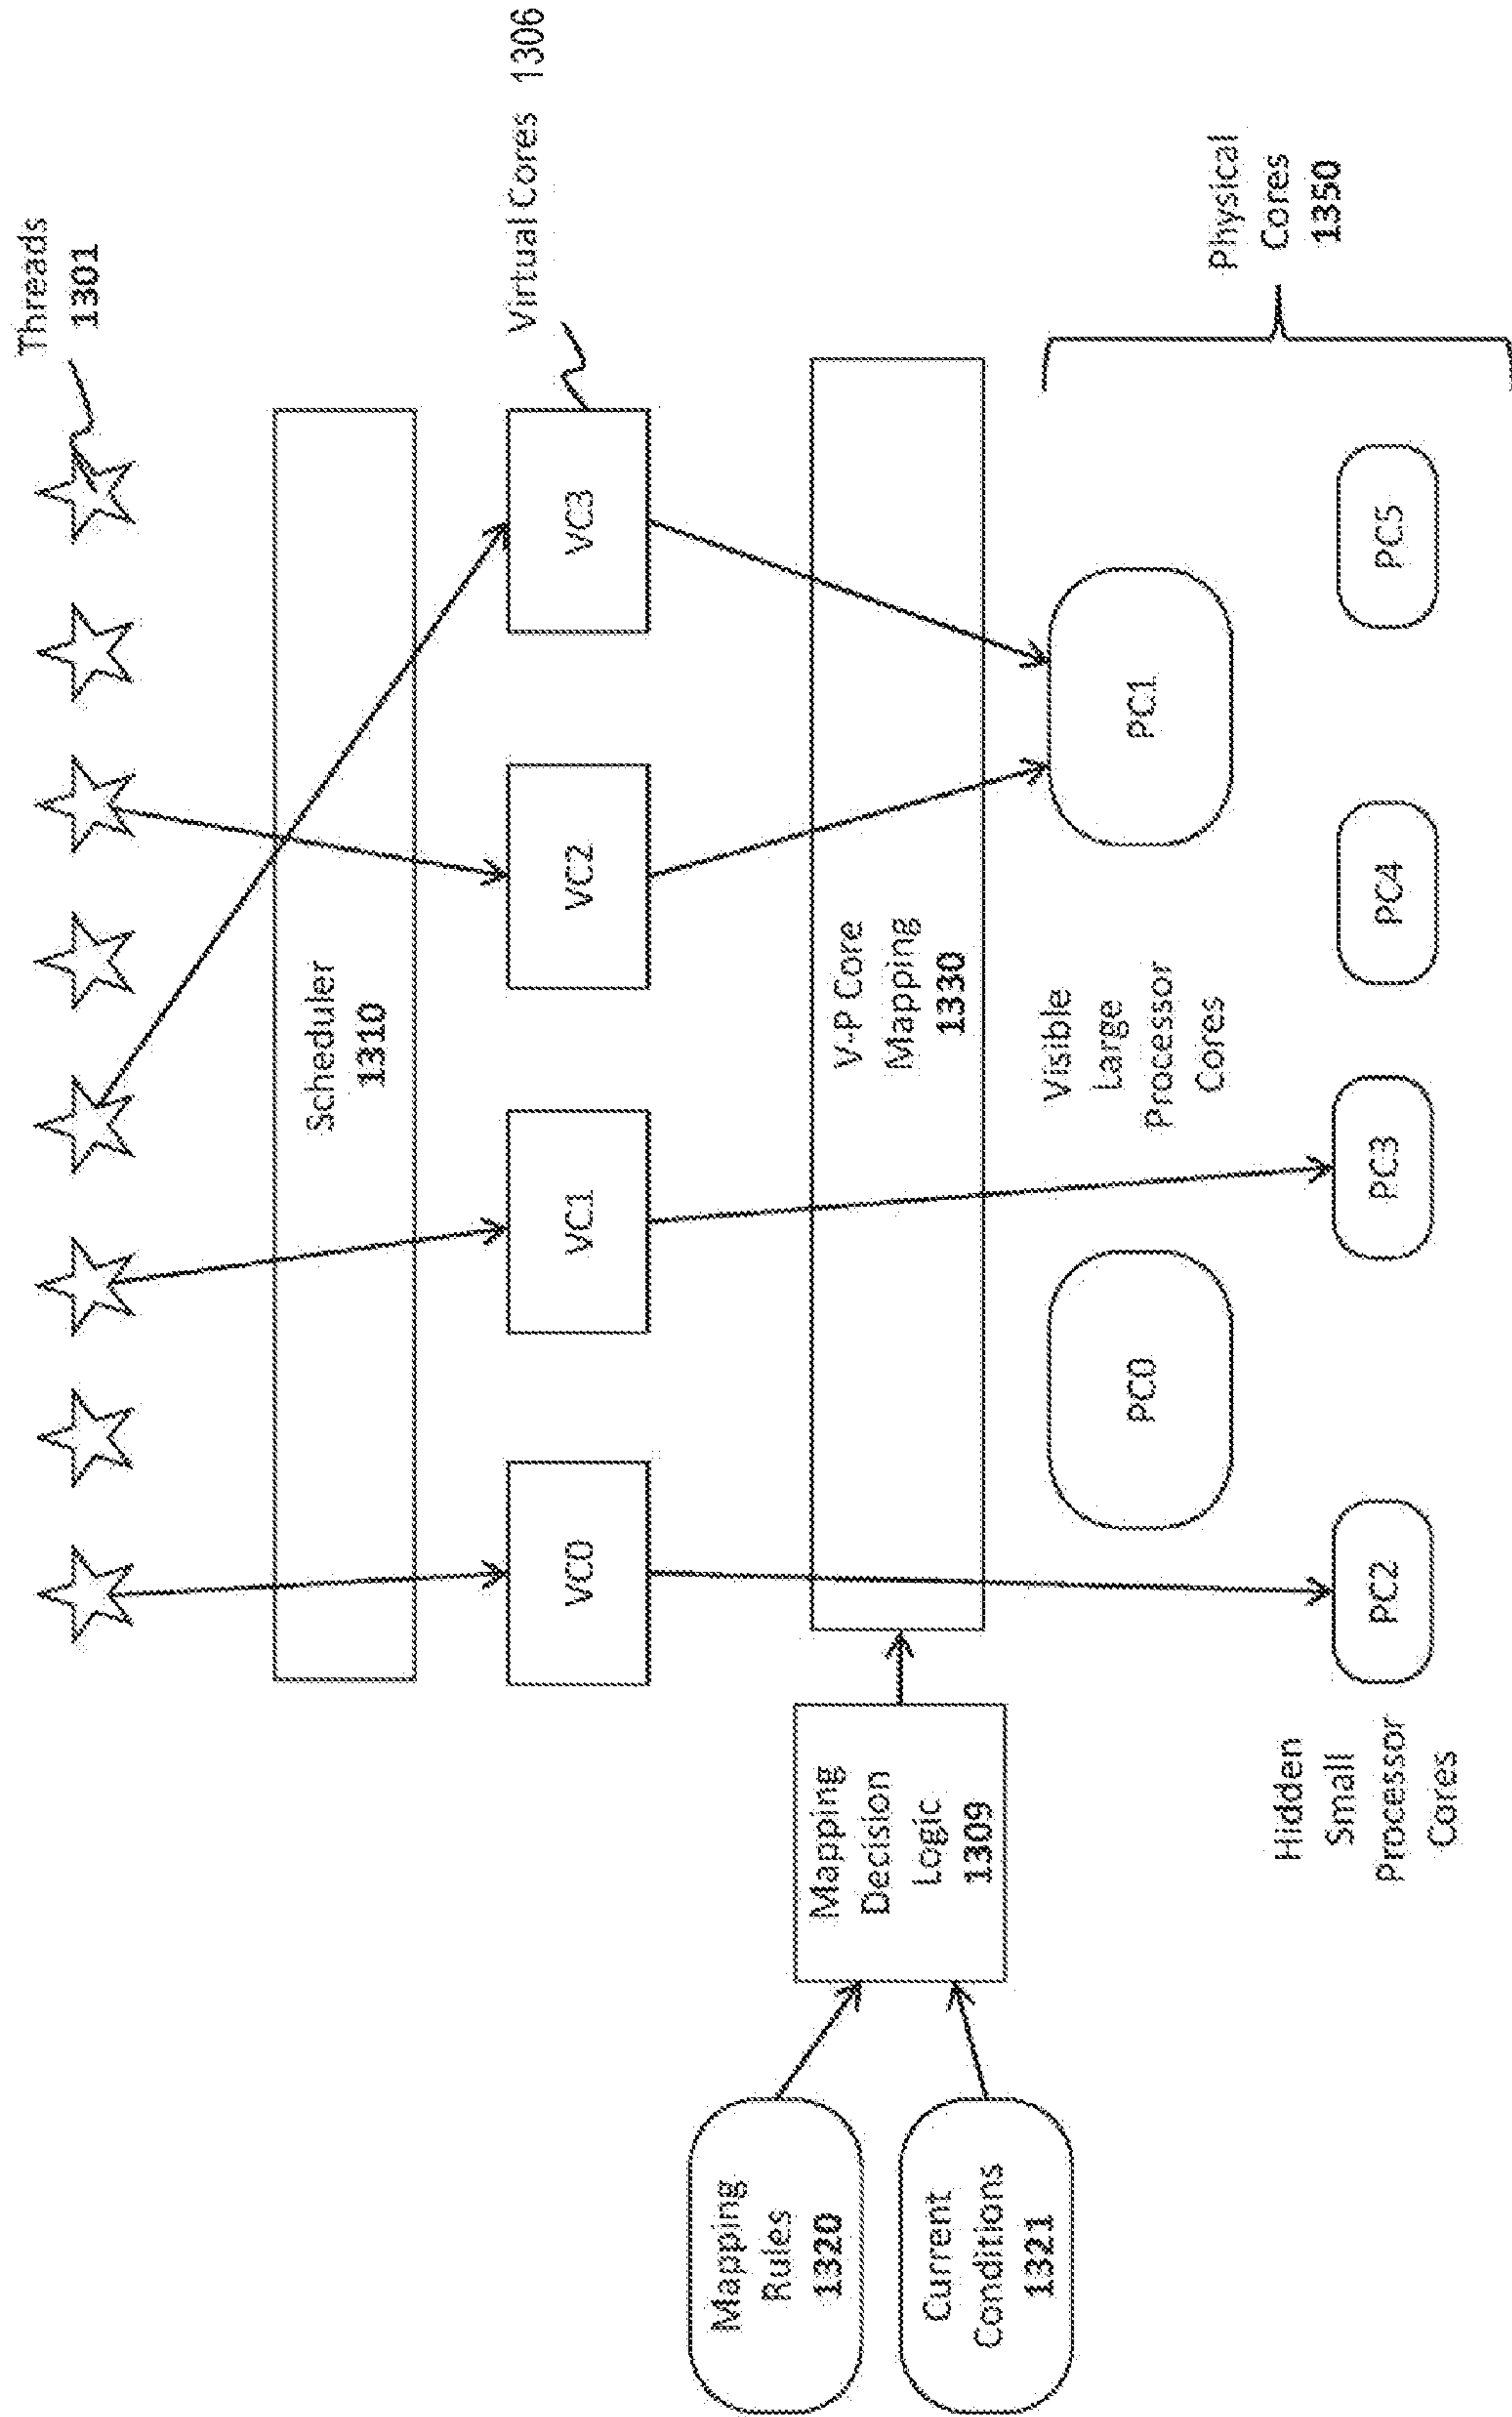 Threads
1301
Scheduler
1310
Virtual Cores 1306
VC0
VC1
VC2
VC3
Mapping
Rules
1320
Current
Conditions
1321
Mapping
Decision
Logic
1309
V-P Core
Mapping
1330
Visible
Large
Processor
Cores
PC0
PC1
Physical
Cores
1350
Hidden
Small
Processor
Cores
PC2
PC3
PC4
PC5